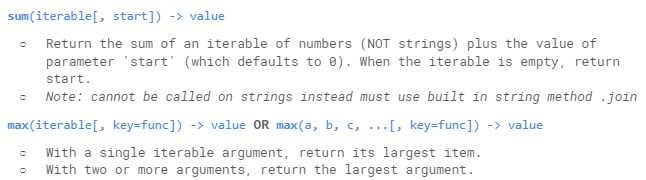 sum(iterable[, start]) -> value
○ Return the sum of an iterable of numbers (NOT strings) plus the value of
parameter 'start' (which defaults to 0). When the iterable is empty, return
start.
○ Note: cannot be called on strings instead must use built in string method .join
max(iterable[, key=func]) -> value OR max(a, b, c, ...[, key=func]) -> value
○ With a single iterable argument, return its largest item.
○ With two or more arguments, return the largest argument.